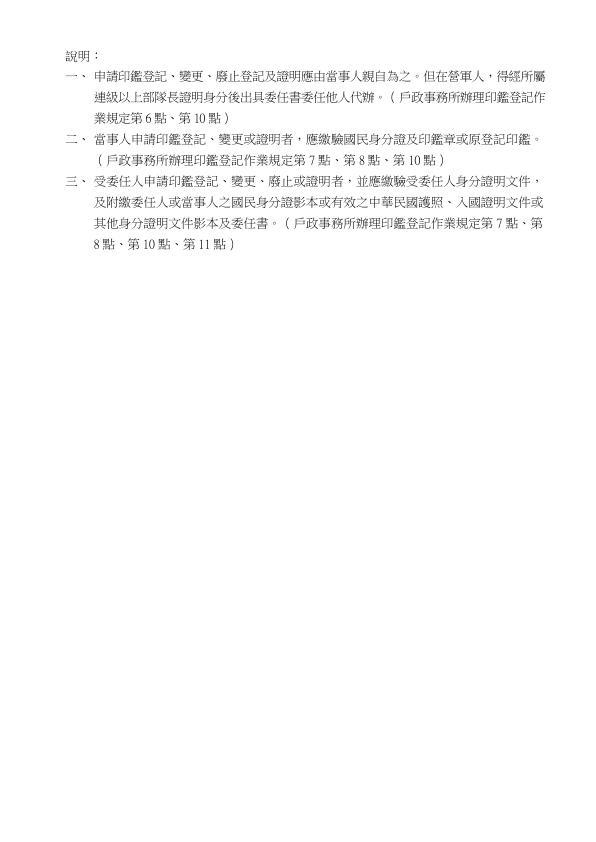 說明：
一、 申請印鑑登記、變更、廢止登記及證明應由當事人親自為之。但在營軍人，得經所屬
連級以上部隊長證明身分後出具委任書委任他人代辦。（戶政事務所辦理印鑑登記作
業規定第 6 點、第 10 點）
二、 當事人申請印鑑登記、變更或證明者，應繳驗國民身分證及印鑑章或原登記印鑑。
（戶政事務所辦理印鑑登記作業規定第 7 點、第 8 點、第 10 點）
三、 受委任人申請印鑑登記、變更、廢止或證明者，並應繳驗受委任人身分證明文件，
及附繳委任人或當事人之國民身分證影本或有效之中華民國護照、入國證明文件或
其他身分證明文件影本及委任書。（戶政事務所辦理印鑑登記作業規定第 7 點、第
8 點、第 10 點、第 11 點）